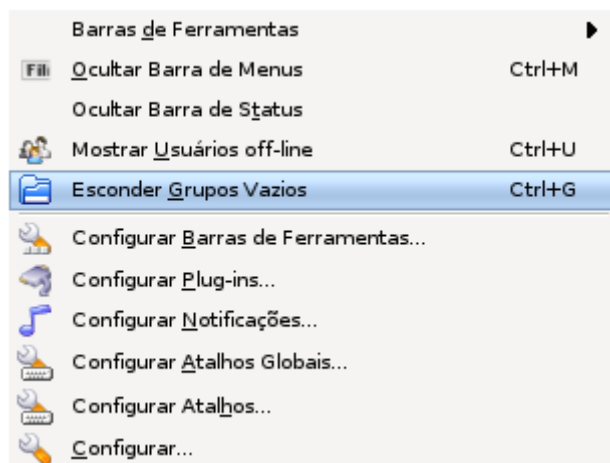 Barras de Ferramentas
Ocultar Barra de Menus Ctrl+M
Ocultar Barra de Status
Mostrar Usuários off-line Ctrl+U
Esconder Grupos Vazios Ctrl+G
Configurar Barras de Ferramentas...
Configurar Plug-ins...
Configurar Notificações...
Configurar Atalhos Globais...
Configurar Atalhos...
Configurar...